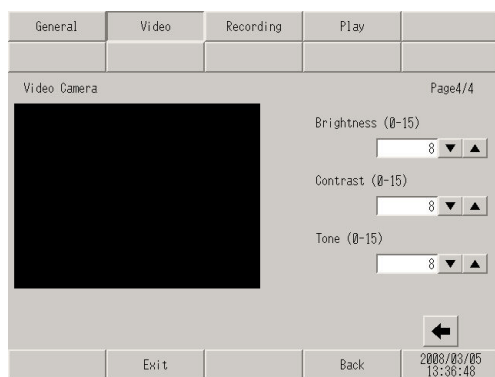 General Video Recording Play
Video Camera Page4/4
Brightness (0-15)
8
Contrast (0-15)
8
Tone (0-15)
8
Exit Back 2008/03/05
13:36:48